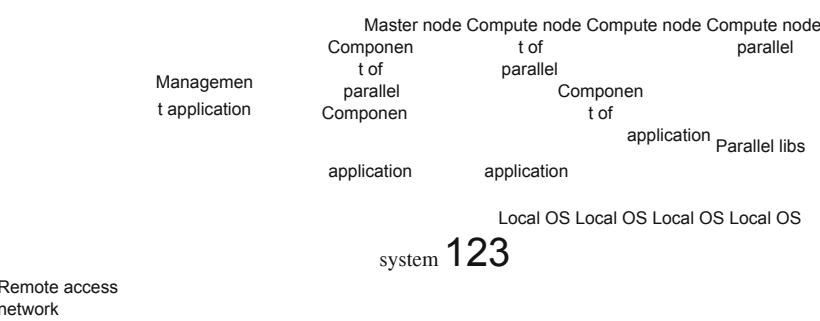 Master node Compute node Compute node Compute node
Componen t of parallel
t of parallel
Managemen parallel Componen
t application Componen t of
application Parallel libs
application application
Local OS Local OS Local OS Local OS
system 123
Remote access
network